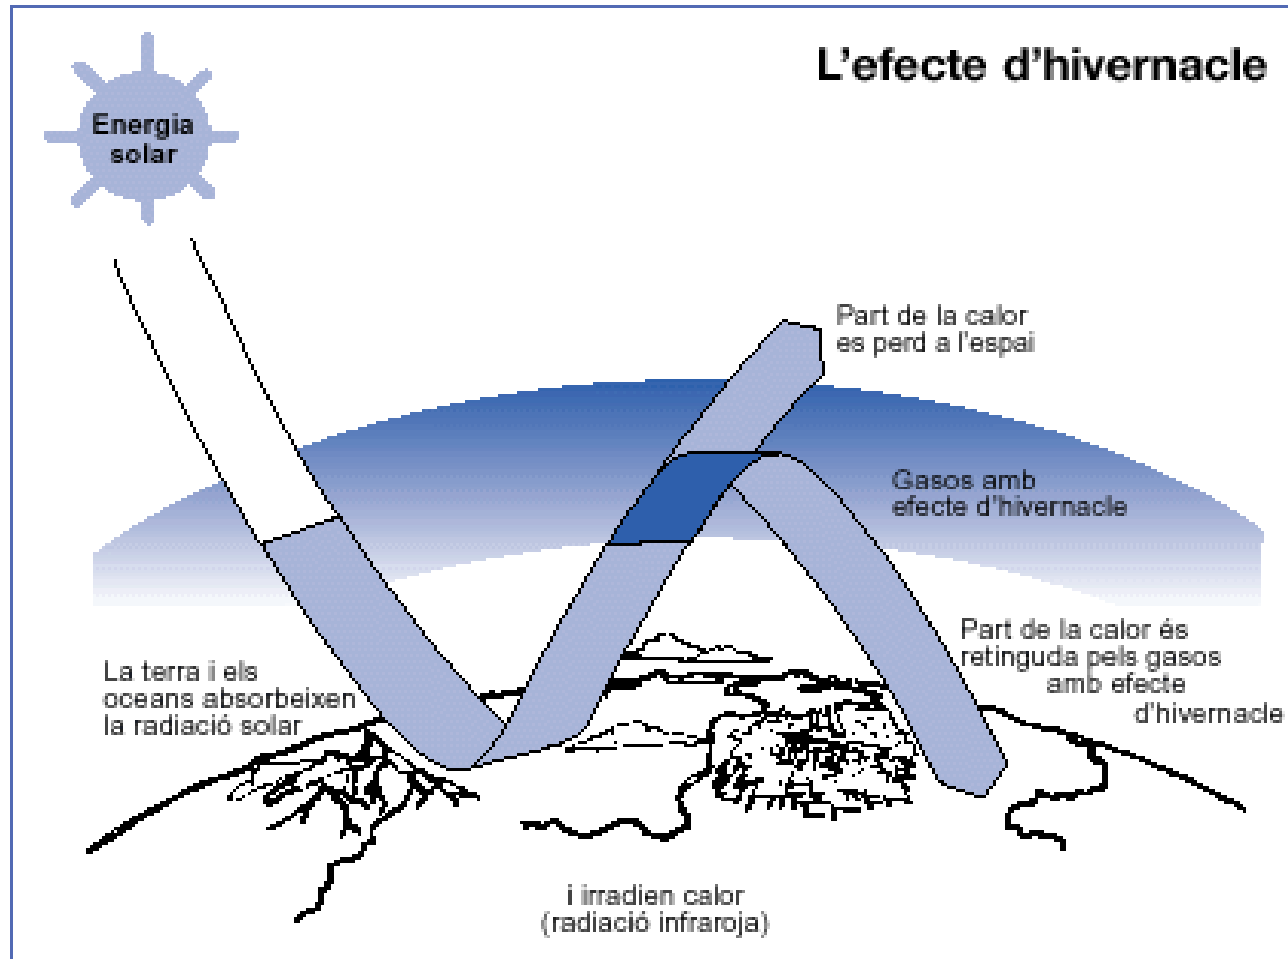 L'efecte d'hivernacle
Energia
solar
Part de la calor
es perd a l'espai
Gasos amb
efecte d'hivernacle
La terra i els
oceans absorbeixen
la radiació solar
Part de la calor és
retinguda pels gasos
amb efecte
d'hivernacle
i irradien calor
(radiació infraroja)